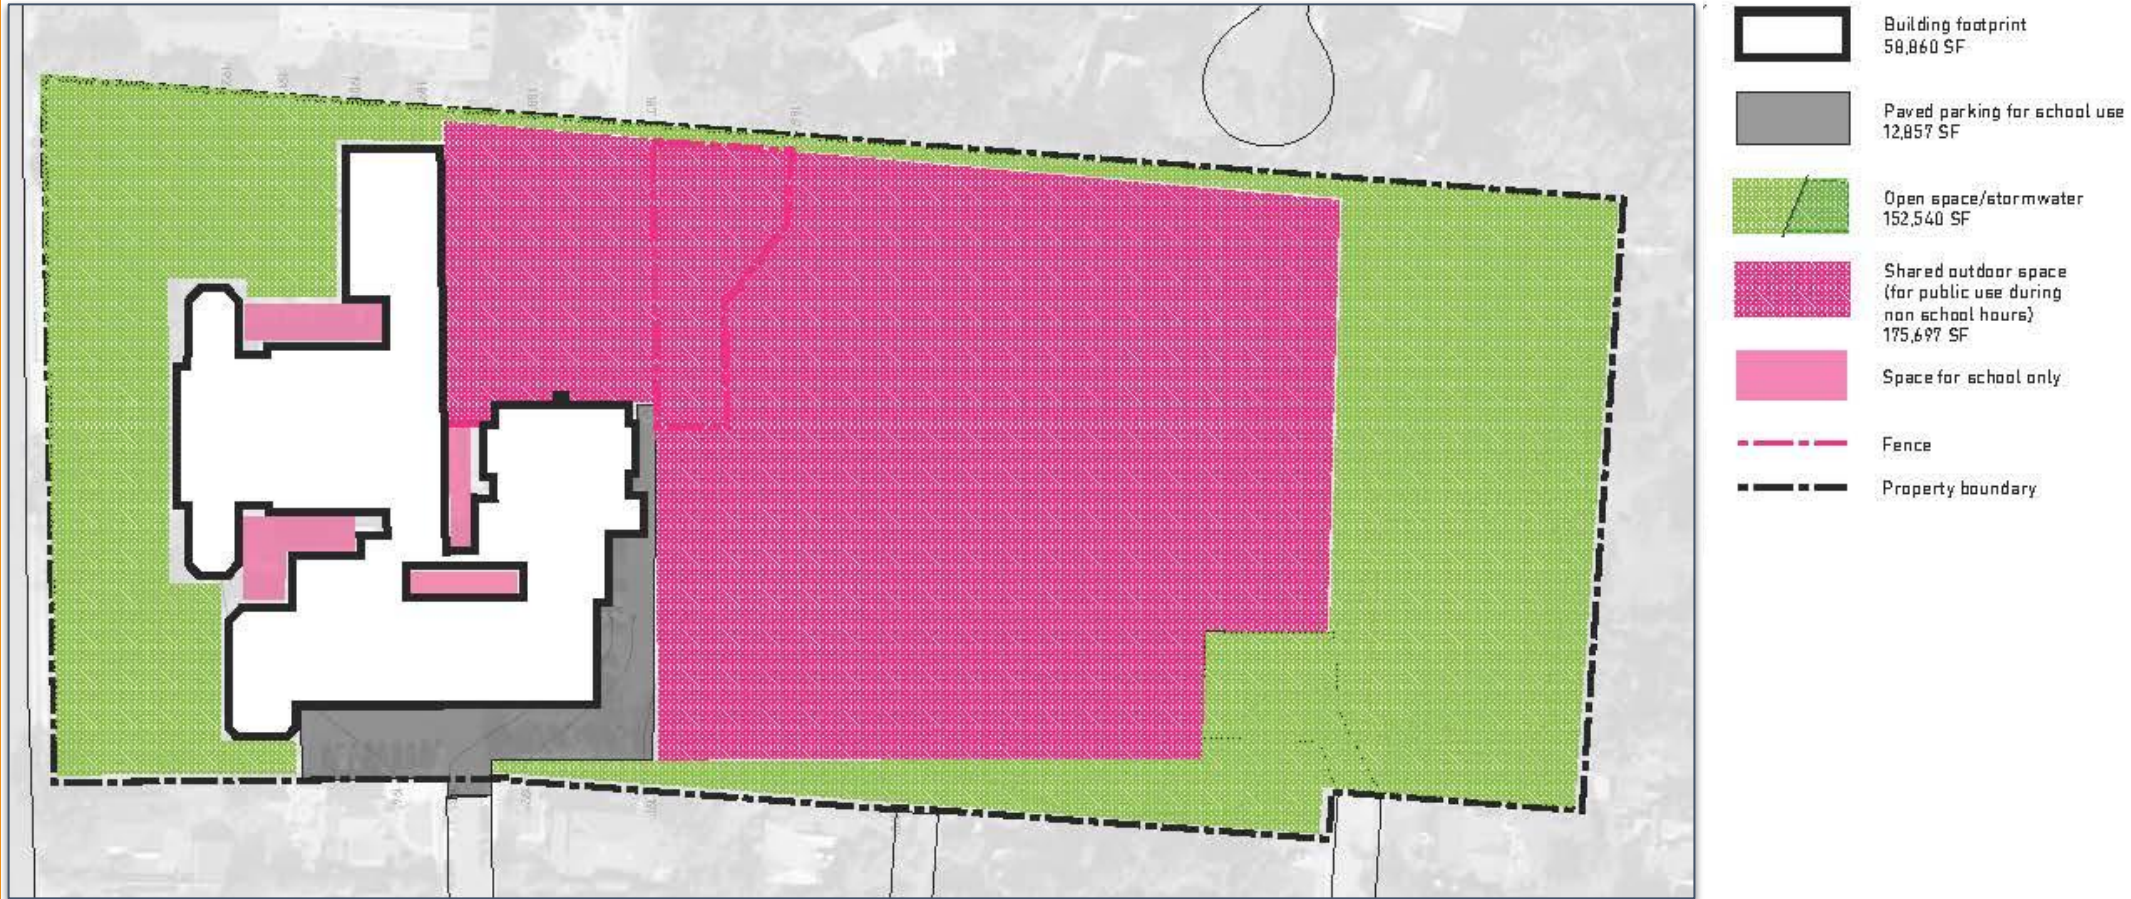 Building footprint
58,860 SF
Paved parking for school use
12,857 SF
Open space/stormwater
152,540 SF
Shared outdoor space
(for public use during
non school hours)
175,697 SF
Space for school only
Fence
Property boundary